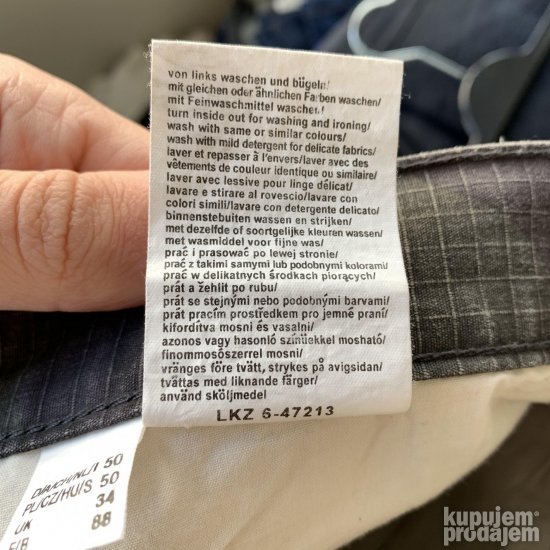 von links waschen und bügeln/
mit gleichen oder ähnlichen Farben waschen/
mit Feinwaschmittel waschen/
turn inside out for washing and ironing/
wash with same or similar colours/
wash with mild detergent for delicate fabrics/
laver et repasser à l'envers/laver avec des
vêtements de couleur identique ou similaire/
laver avec lessive pour linge délicat/
lavare e stirare al rovescio/lavare con
colori simili/lavare con detergente delicato/
binnenstebuiten wassen en strijken/
met dezelfde of soortgelijke kleuren wassen/
met wasmiddel voor fijne was/
prać i prasować po lewej stronie/
prać z takimi samymi lub podobnymi kolorami/
prać w delikatnych środkach piorących/
prát a žehlit po rubu/
prát se stejnými nebo podobnými barvami/
prát pracím prostředkem pro jemné praní/
kifordítva mosni és vasalni/
azonos vagy hasonló színüekkel mosható/
finommosószerrel mosni/
vränges före tvätt, strykes på avigsidan/
tvättas med liknande färger/
använd sköljmedel
LKZ 6-47213
D/A/CH/NL/I 50
PL/CZ/HU/S 50
UK 34
F/B 88
kupujem
prodajem